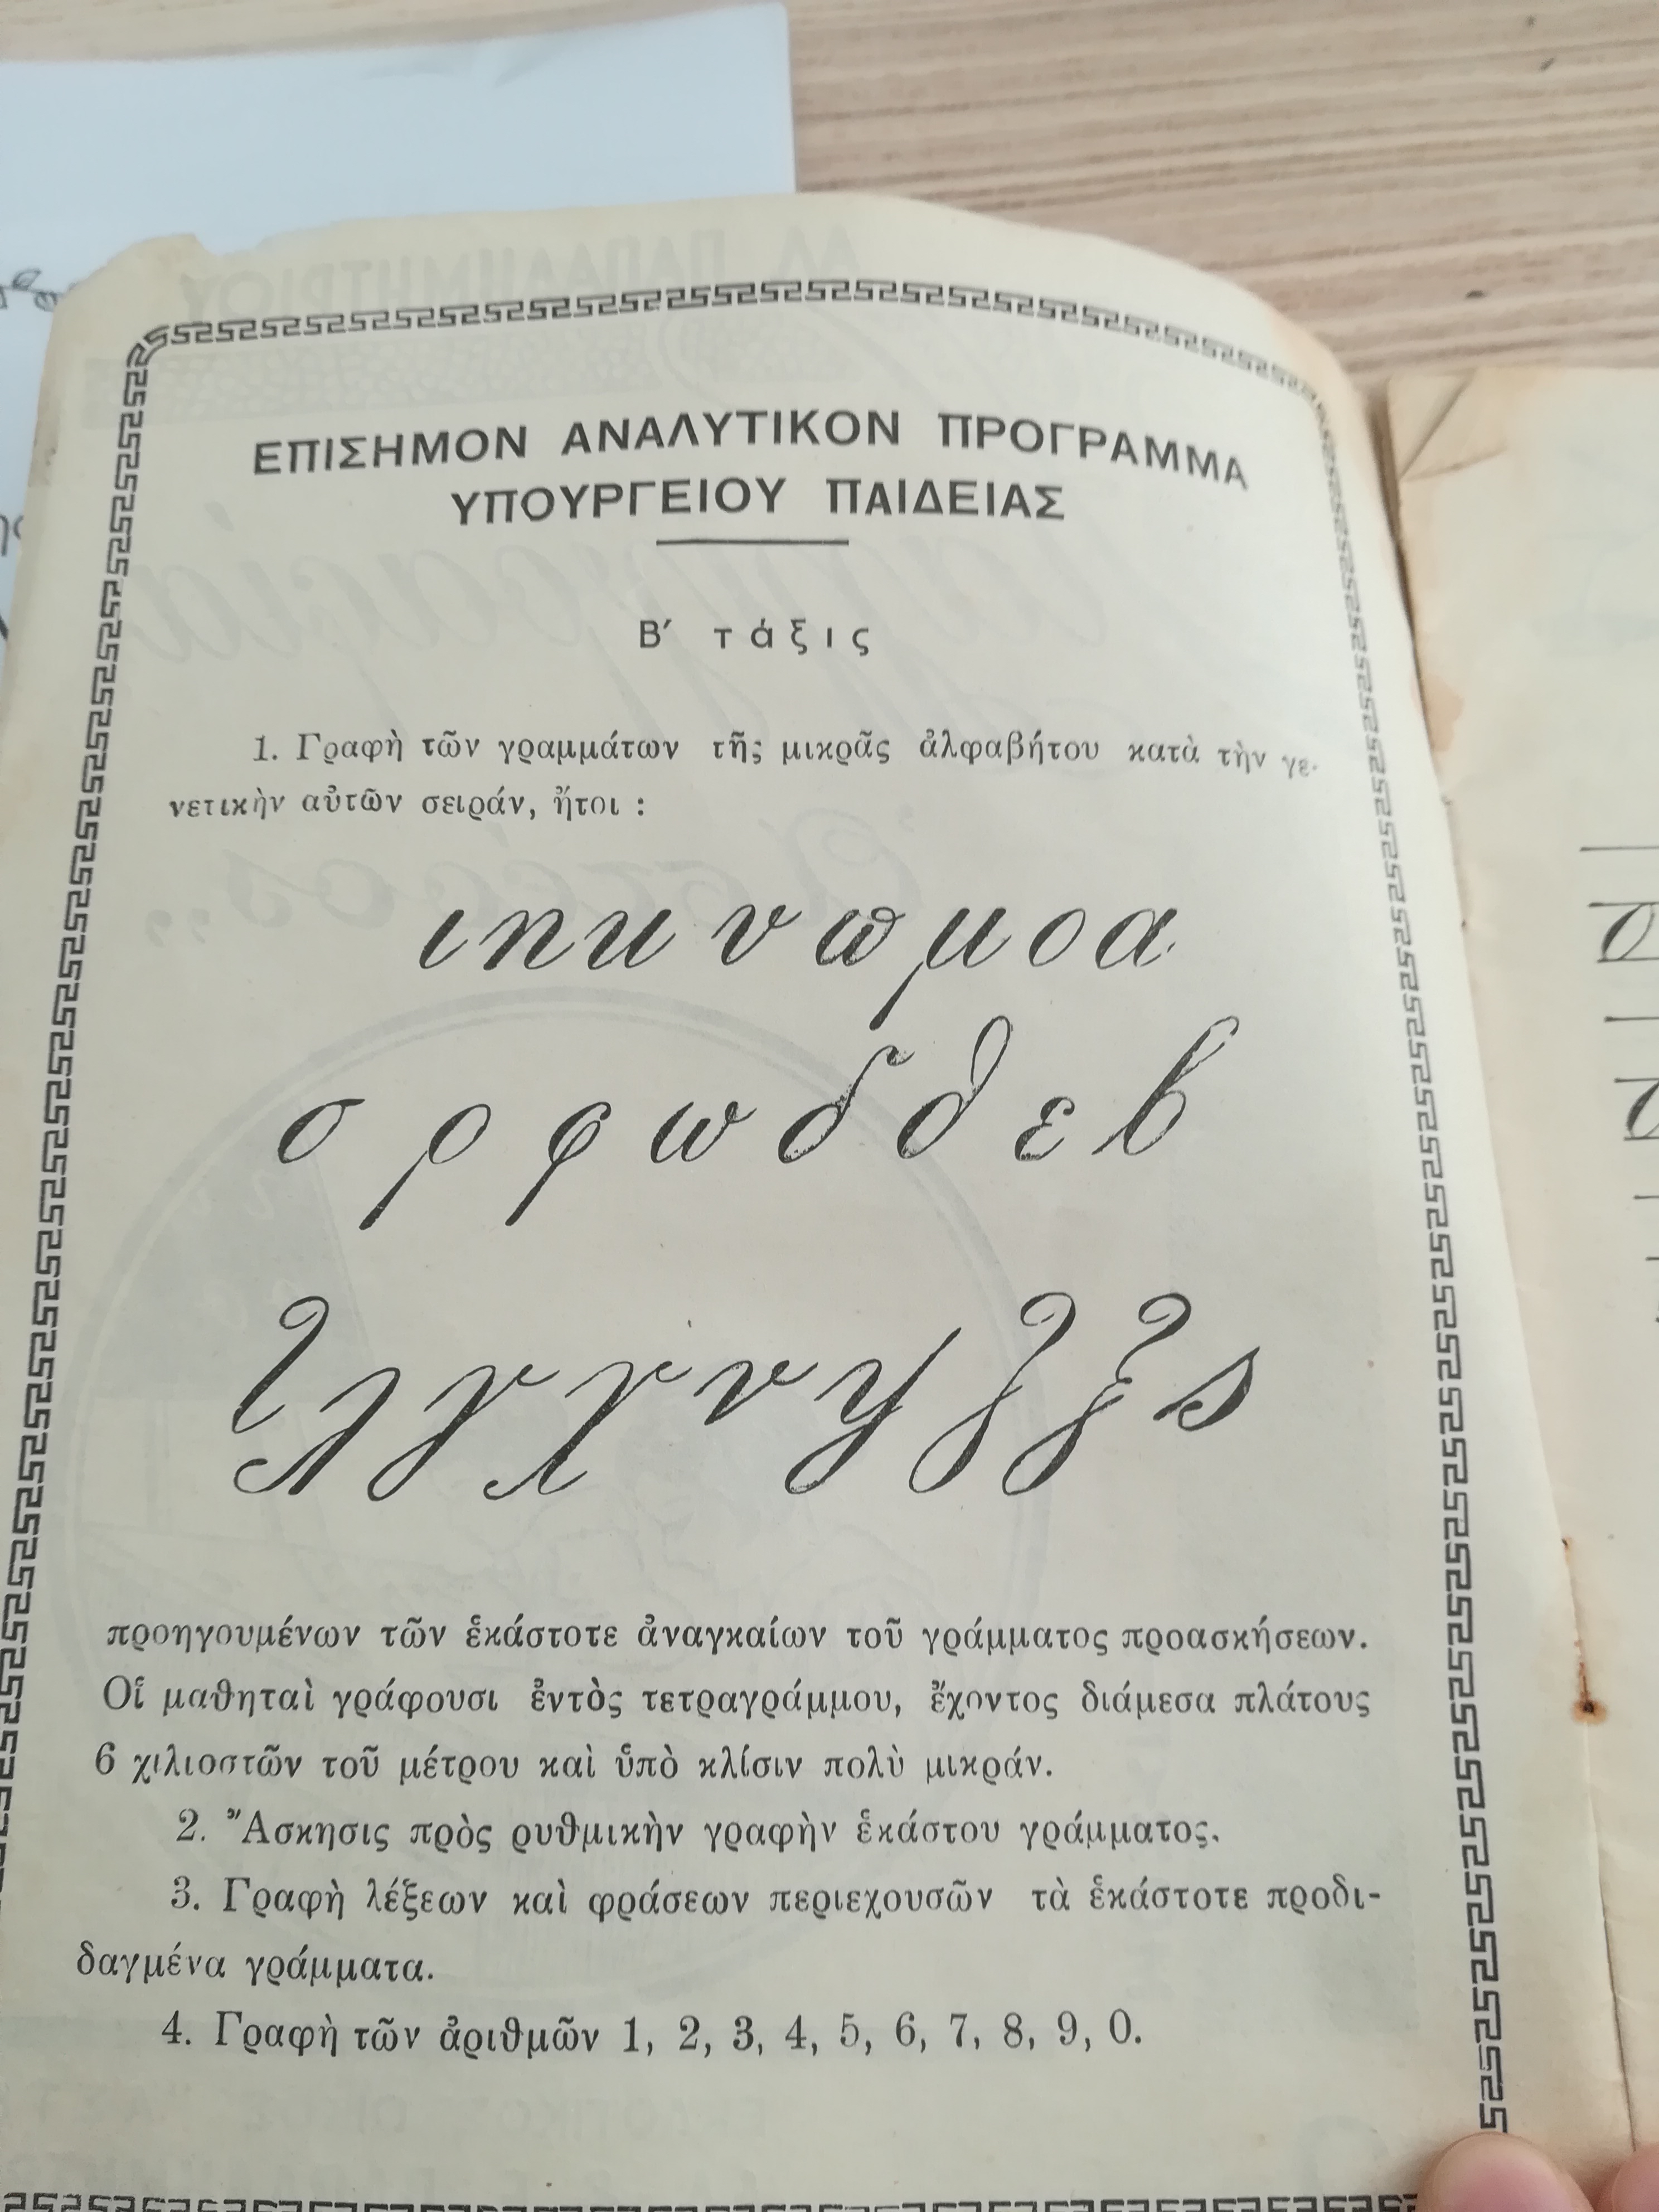 ΕΠΙΣΗΜΟΝ ΑΝΑΛΥΤΙΚΟΝ ΠΡΟΓΡΑΜΜΑ
ΥΠΟΥΡΓΕΙΟΥ ΠΑΙΔΕΙΑΣ
Β′ τάξις
1. Γραφὴ τῶν γραμμάτων τῆς μικρᾶς ἀλφαβήτου κατὰ τὴν γε-
νετικὴν αὐτῶν σειράν, ἤτοι :
ι η κ υ ϖ μ ο α
σ ρ φ ω δ θ ε β
τ λ γ χ ν ψ ζ ξ ς
προηγουμένων τῶν ἑκάστοτε ἀναγκαίων τοῦ γράμματος προασκήσεων.
Οἱ μαθηταὶ γράφουσι ἐντὸς τετραγράμμου, ἔχοντος διάμεσα πλάτους
6 χιλιοστῶν τοῦ μέτρου καὶ ὑπὸ κλίσιν πολὺ μικράν.
2. Ἄσκησις πρὸς ρυθμικὴν γραφὴν ἑκάστου γράμματος.
3. Γραφὴ λέξεων καὶ φράσεων περιεχουσῶν τὰ ἑκάστοτε προδι-
δαγμένα γράμματα.
4. Γραφὴ τῶν ἀριθμῶν 1, 2, 3, 4, 5, 6, 7, 8, 9, 0.